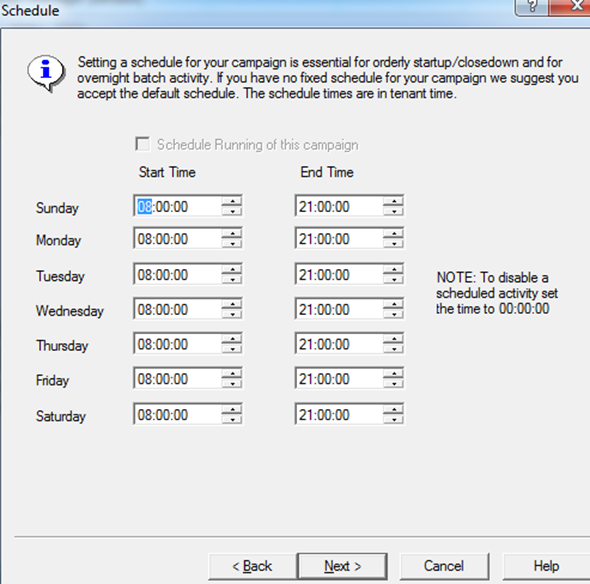 Schedule
?
Setting a schedule for your campaign is essential for orderly startup/closedown and for
overnight batch activity. If you have no fixed schedule for your campaign we suggest you
accept the default schedule. The schedule times are in tenant time.
Schedule Running of this campaign
Start Time End Time
Sunday 08:00:00 21:00:00
Monday 08:00:00 21:00:00
Tuesday 08:00:00 21:00:00
NOTE: To disable a
scheduled activity set
the time to 00:00:00
Wednesday 08:00:00 21:00:00
Thursday 08:00:00 21:00:00
Friday 08:00:00 21:00:00
Saturday 08:00:00 21:00:00
< Back Next > Cancel Help